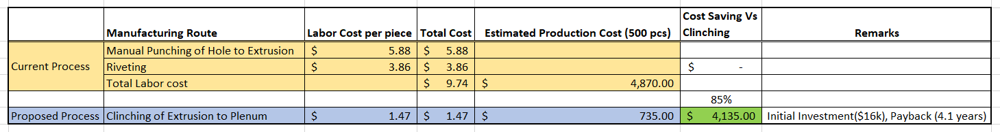 Cost Saving Vs
Manufacturing Route Labor Cost per piece Total Cost Estimated Production Cost (500 pcs) Clinching Remarks
Manual Punching of Hole to Extrusion $ 5.88 $ 5.88
Current Process Riveting $ 3.86 $ 3.86 $ -
Total Labor cost $ 9.74 $ 4,870.00
85%
Proposed Process Clinching of Extrusion to Plenum $ 1.47 $ 1.47 $ 735.00 $ 4,135.00 Initial Investment($16k), Payback (4.1 years)